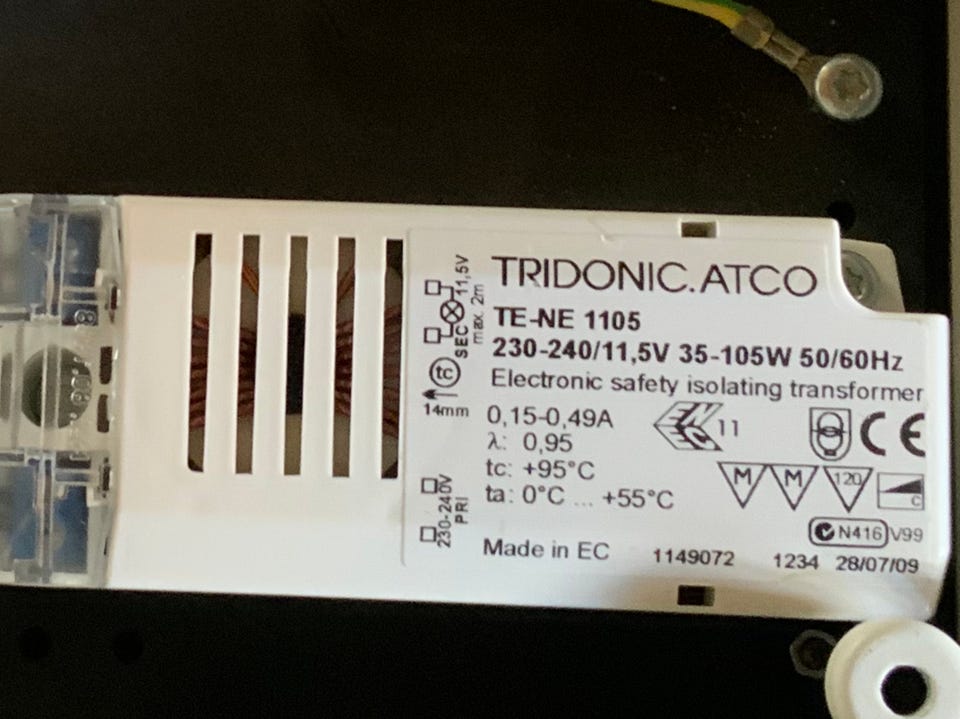 TRIDONIC.ATCO
TE-NE 1105
230-240/11,5V 35-105W 50/60Hz
Electronic safety isolating transformer
0,15-0,49A
λ: 0,95
tc: +95°C
ta: 0°C ... +55°C
11
CE
M M 120
C
N416 V99
Made in EC 1149072 1234 28/07/09
SEC 11,5V
max. 2m
tc
14mm
230-240V
PRI